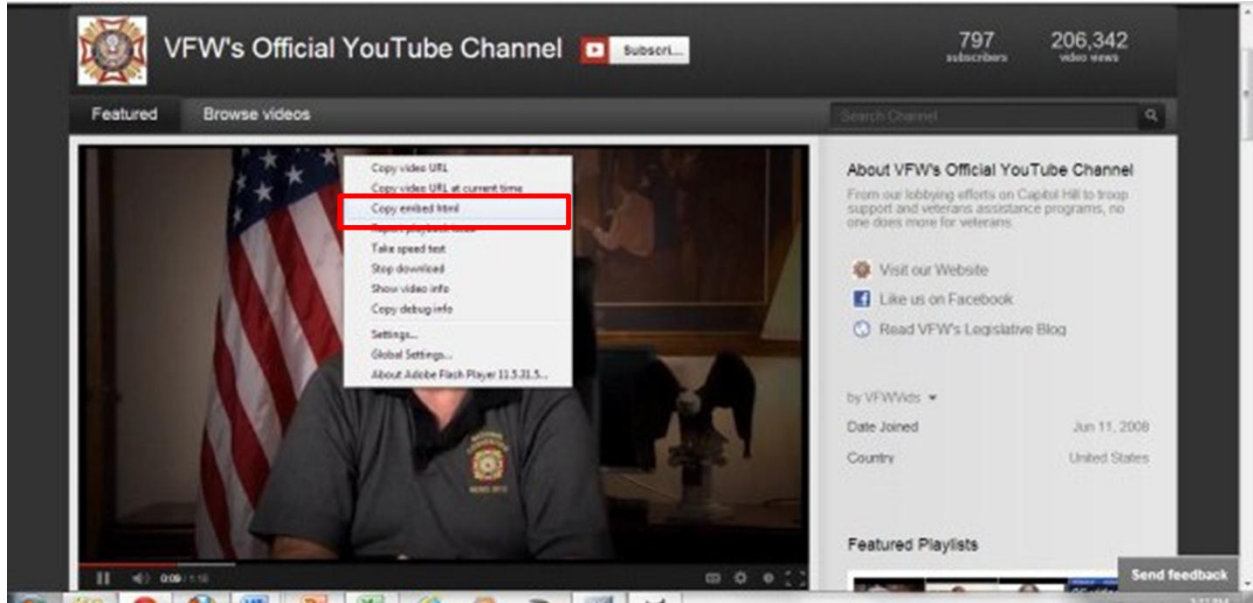 VFW's Official YouTube Channel
Subscri...
797
subscribers
206,342
video views
Featured
Browse videos
Search Channel
Copy video URL
Copy video URL at current time
Copy embed html
Take speed test
Stop download
Show video info
Copy debug info
Settings...
Global Settings...
About Adobe Flash Player 11.5.31.5...
About VFW's Official YouTube Channel
From our lobbying efforts on Capitol Hill to troop
support and veterans assistance programs, no
one does more for veterans.
Visit our Website
Like us on Facebook
Read VFW's Legislative Blog
by VFWVids
Date Joined
Jun 11, 2008
Country
United States
Featured Playlists
0:09 / 1:16
Send feedback